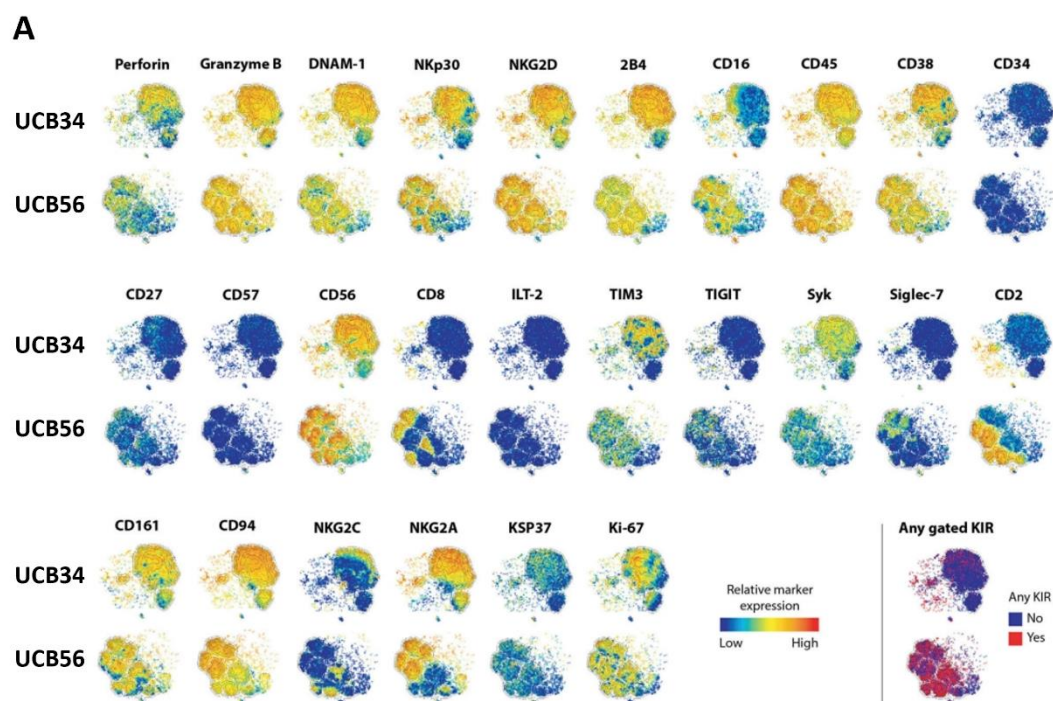 A
Perforin Granzyme B DNAM-1 NKp30 NKG2D 2B4 CD16 CD45 CD38 CD34
UCB34
UCB56
CD27 CD57 CD56 CD8 ILT-2 TIM3 TIGIT Syk Siglec-7 CD2
UCB34
UCB56
CD161 CD94 NKG2C NKG2A KSP37 Ki-67 Any gated KIR
UCB34
Relative marker
expression
Low High
Any KIR
No
Yes
UCB56